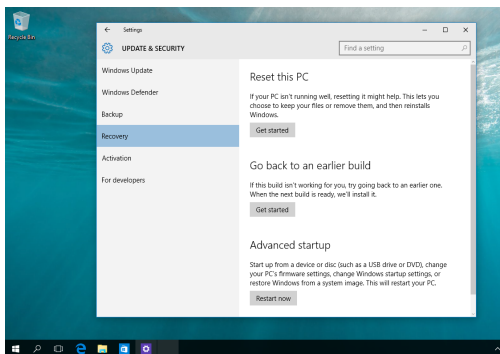 Recycle Bin
Settings
UPDATE & SECURITY
Find a setting
Windows Update
Windows Defender
Backup
Recovery
Activation
For developers
Reset this PC
If your PC isn't running well, resetting it might help. This lets you
choose to keep your files or remove them, and then reinstalls
Windows.
Get started
Go back to an earlier build
If this build isn't working for you, try going back to an earlier one.
When the next build is ready, we'll install it.
Get started
Advanced startup
Start up from a device or disc (such as a USB drive or DVD), change
your PC's firmware settings, change Windows startup settings, or
restore Windows from a system image. This will restart your PC.
Restart now